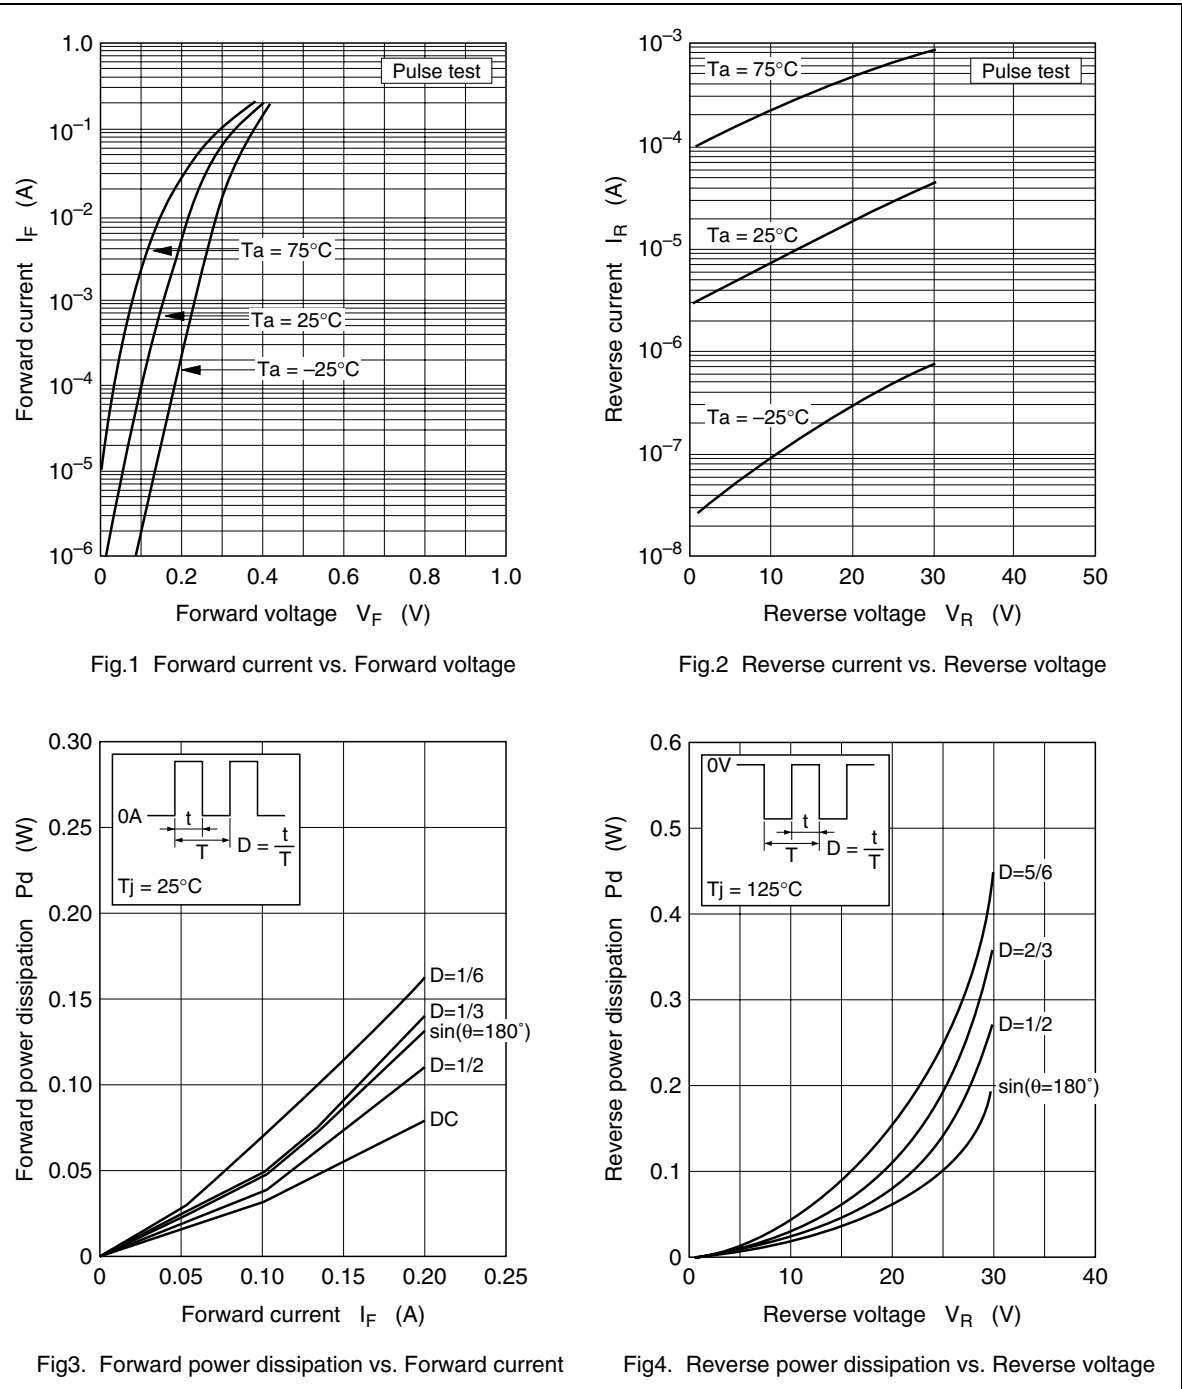 1.0
Pulse test
10–1
10–2
10–3
10–4
10–5
10–6
Forward current IF (A)
Ta = 75°C
Ta = 25°C
Ta = –25°C
0 0.2 0.4 0.6 0.8 1.0
Forward voltage VF (V)
Fig.1 Forward current vs. Forward voltage
10–3
Pulse test
10–4
10–5
10–6
10–7
10–8
Reverse current IR (A)
Ta = 75°C
Ta = 25°C
Ta = –25°C
0 10 20 30 40 50
Reverse voltage VR (V)
Fig.2 Reverse current vs. Reverse voltage
0.30
0.25
0.20
0.15
0.10
0.05
0
Forward power dissipation Pd (W)
0A
t
T
D = t/T
Tj = 25°C
D=1/6
D=1/3
sin(θ=180˚)
D=1/2
DC
0 0.05 0.10 0.15 0.20 0.25
Forward current IF (A)
Fig3. Forward power dissipation vs. Forward current
0.6
0.5
0.4
0.3
0.2
0.1
0
Reverse power dissipation Pd (W)
0V
t
T
D = t/T
Tj = 125°C
D=5/6
D=2/3
D=1/2
sin(θ=180˚)
0 10 20 30 40
Reverse voltage VR (V)
Fig4. Reverse power dissipation vs. Reverse voltage